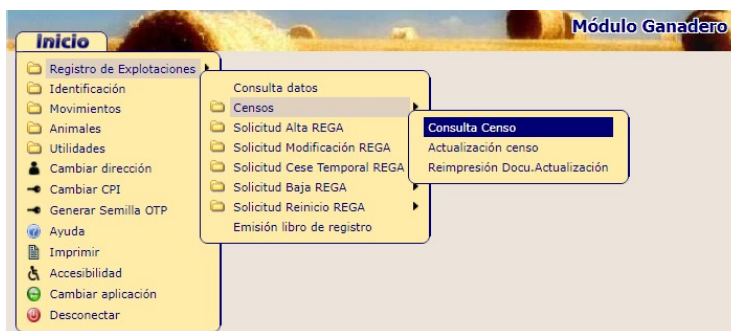 Módulo Ganadero
Inicio
Registro de Explotaciones
Identificación
Movimientos
Animales
Utilidades
Cambiar dirección
Cambiar CPI
Generar Semilla OTP
Ayuda
Imprimir
Accesibilidad
Cambiar aplicación
Desconectar
Consulta datos
Censos
Solicitud Alta REGA
Solicitud Modificación REGA
Solicitud Cese Temporal REGA
Solicitud Baja REGA
Solicitud Reinicio REGA
Emisión libro de registro
Consulta Censo
Actualización censo
Reimpresión Docu.Actualización